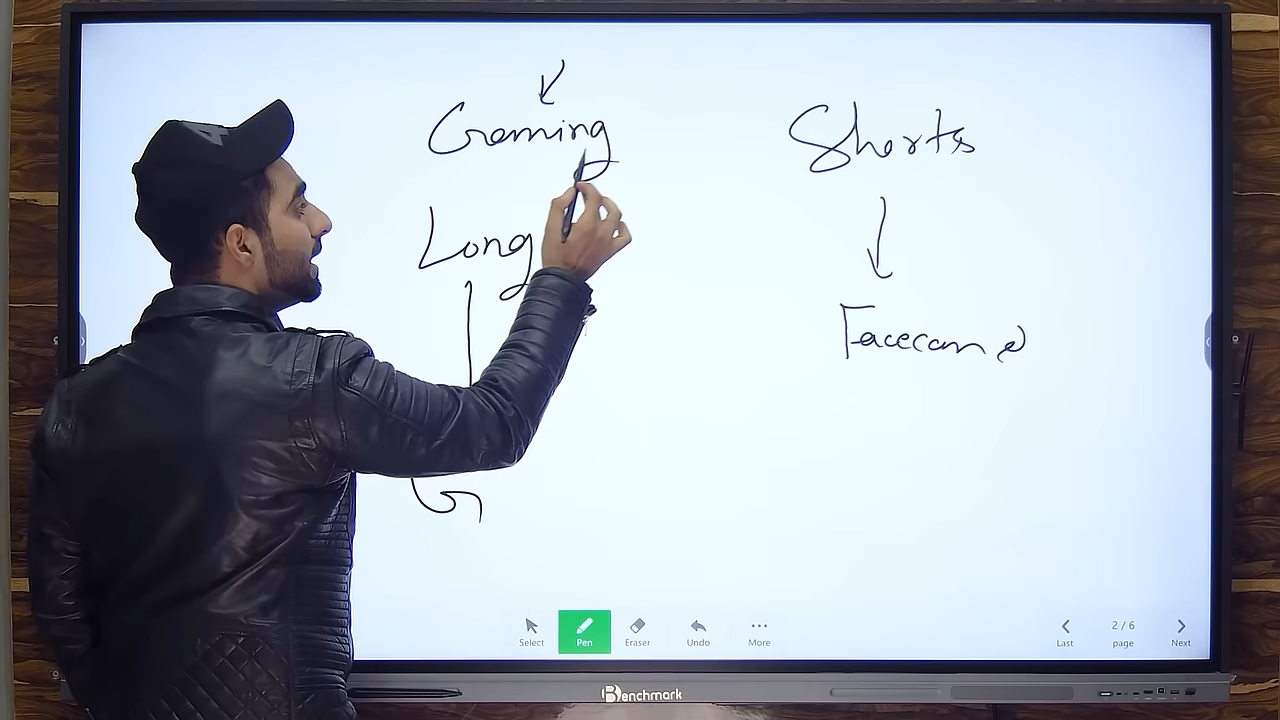 Gaming
Long
Shorts
Facecam
Select
Pen
Eraser
Undo
More
Last
2 / 6
page
Next
Benchmark